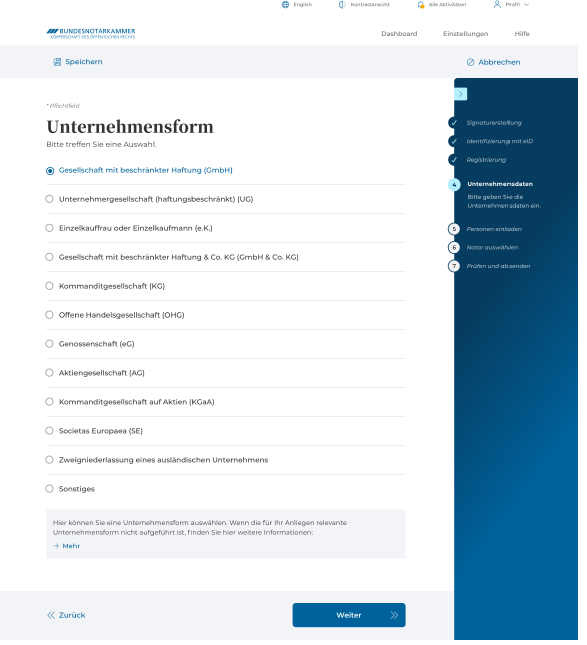 English
Kontrastansicht
Alle Aktivitäten
Profil
BUNDESNOTARKAMMER
KÖRPERSCHAFT DES ÖFFENTLICHEN RECHTS
Dashboard
Einstellungen
Hilfe
Speichern
Abbrechen
* Pflichtfeld
Unternehmensform
Bitte treffen Sie eine Auswahl.
Gesellschaft mit beschränkter Haftung (GmbH)
Unternehmergesellschaft (haftungsbeschränkt) (UG)
Einzelkauffrau oder Einzelkaufmann (e.K.)
Gesellschaft mit beschränkter Haftung & Co. KG (GmbH & Co. KG)
Kommanditgesellschaft (KG)
Offene Handelsgesellschaft (OHG)
Genossenschaft (eG)
Aktiengesellschaft (AG)
Kommanditgesellschaft auf Aktien (KGaA)
Societas Europaea (SE)
Zweigniederlassung eines ausländischen Unternehmens
Sonstiges
Hier können Sie eine Unternehmensform auswählen. Wenn die für Ihr Anliegen relevante
Unternehmensform nicht aufgeführt ist, finden Sie hier weitere Informationen:
Mehr
Zurück
Weiter
Signaturerstellung
Identifizierung mit eID
Registrierung
4 Unternehmensdaten
Bitte geben Sie die
Unternehmensdaten ein.
5 Personen einladen
6 Notar auswählen
7 Prüfen und absenden